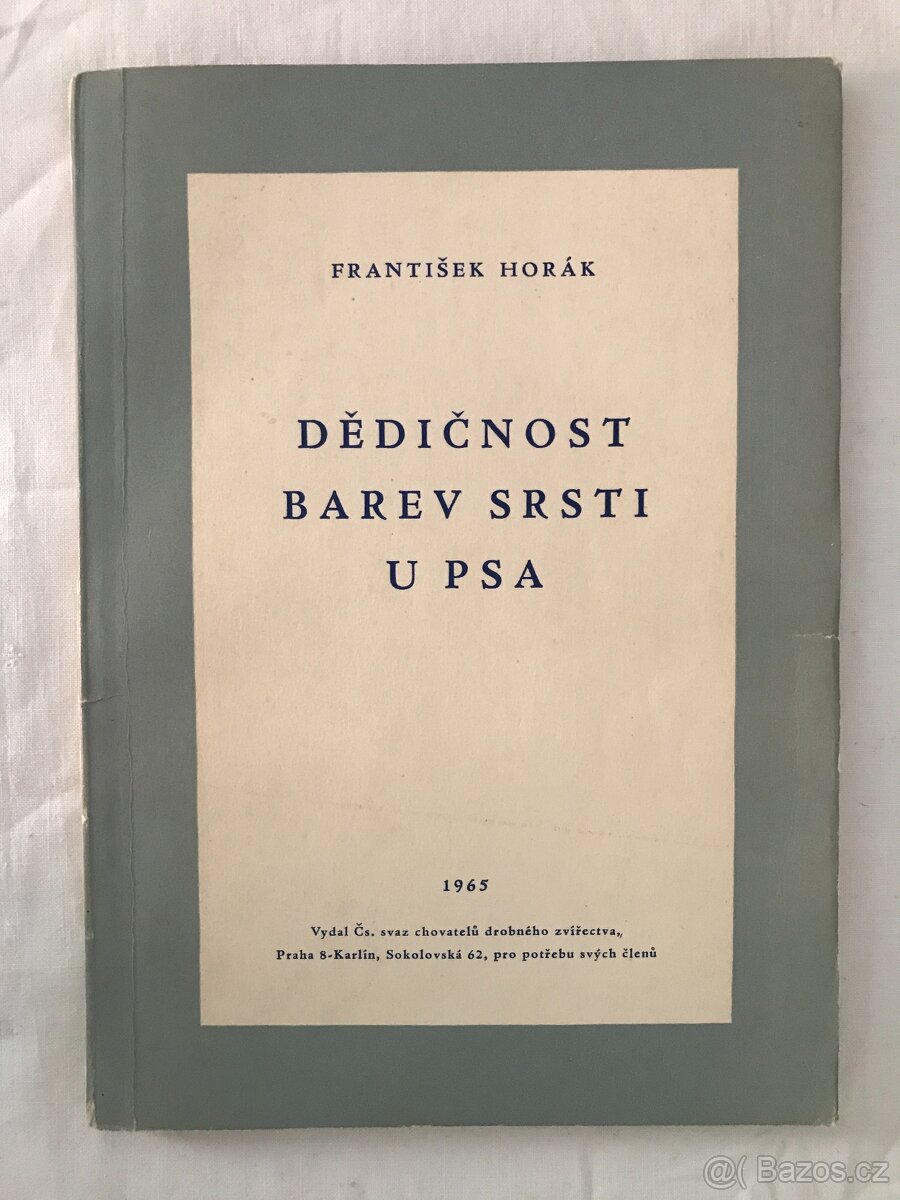 FRANTIŠEK HORÁK
DĚDIČNOST
BAREV SRSTI
U PSA
1965
Vydal Čs. svaz chovatelů drobného zvířectva,,
Praha 8-Karlín, Sokolovská 62, pro potřebu svých členů
@( Bazos.cz